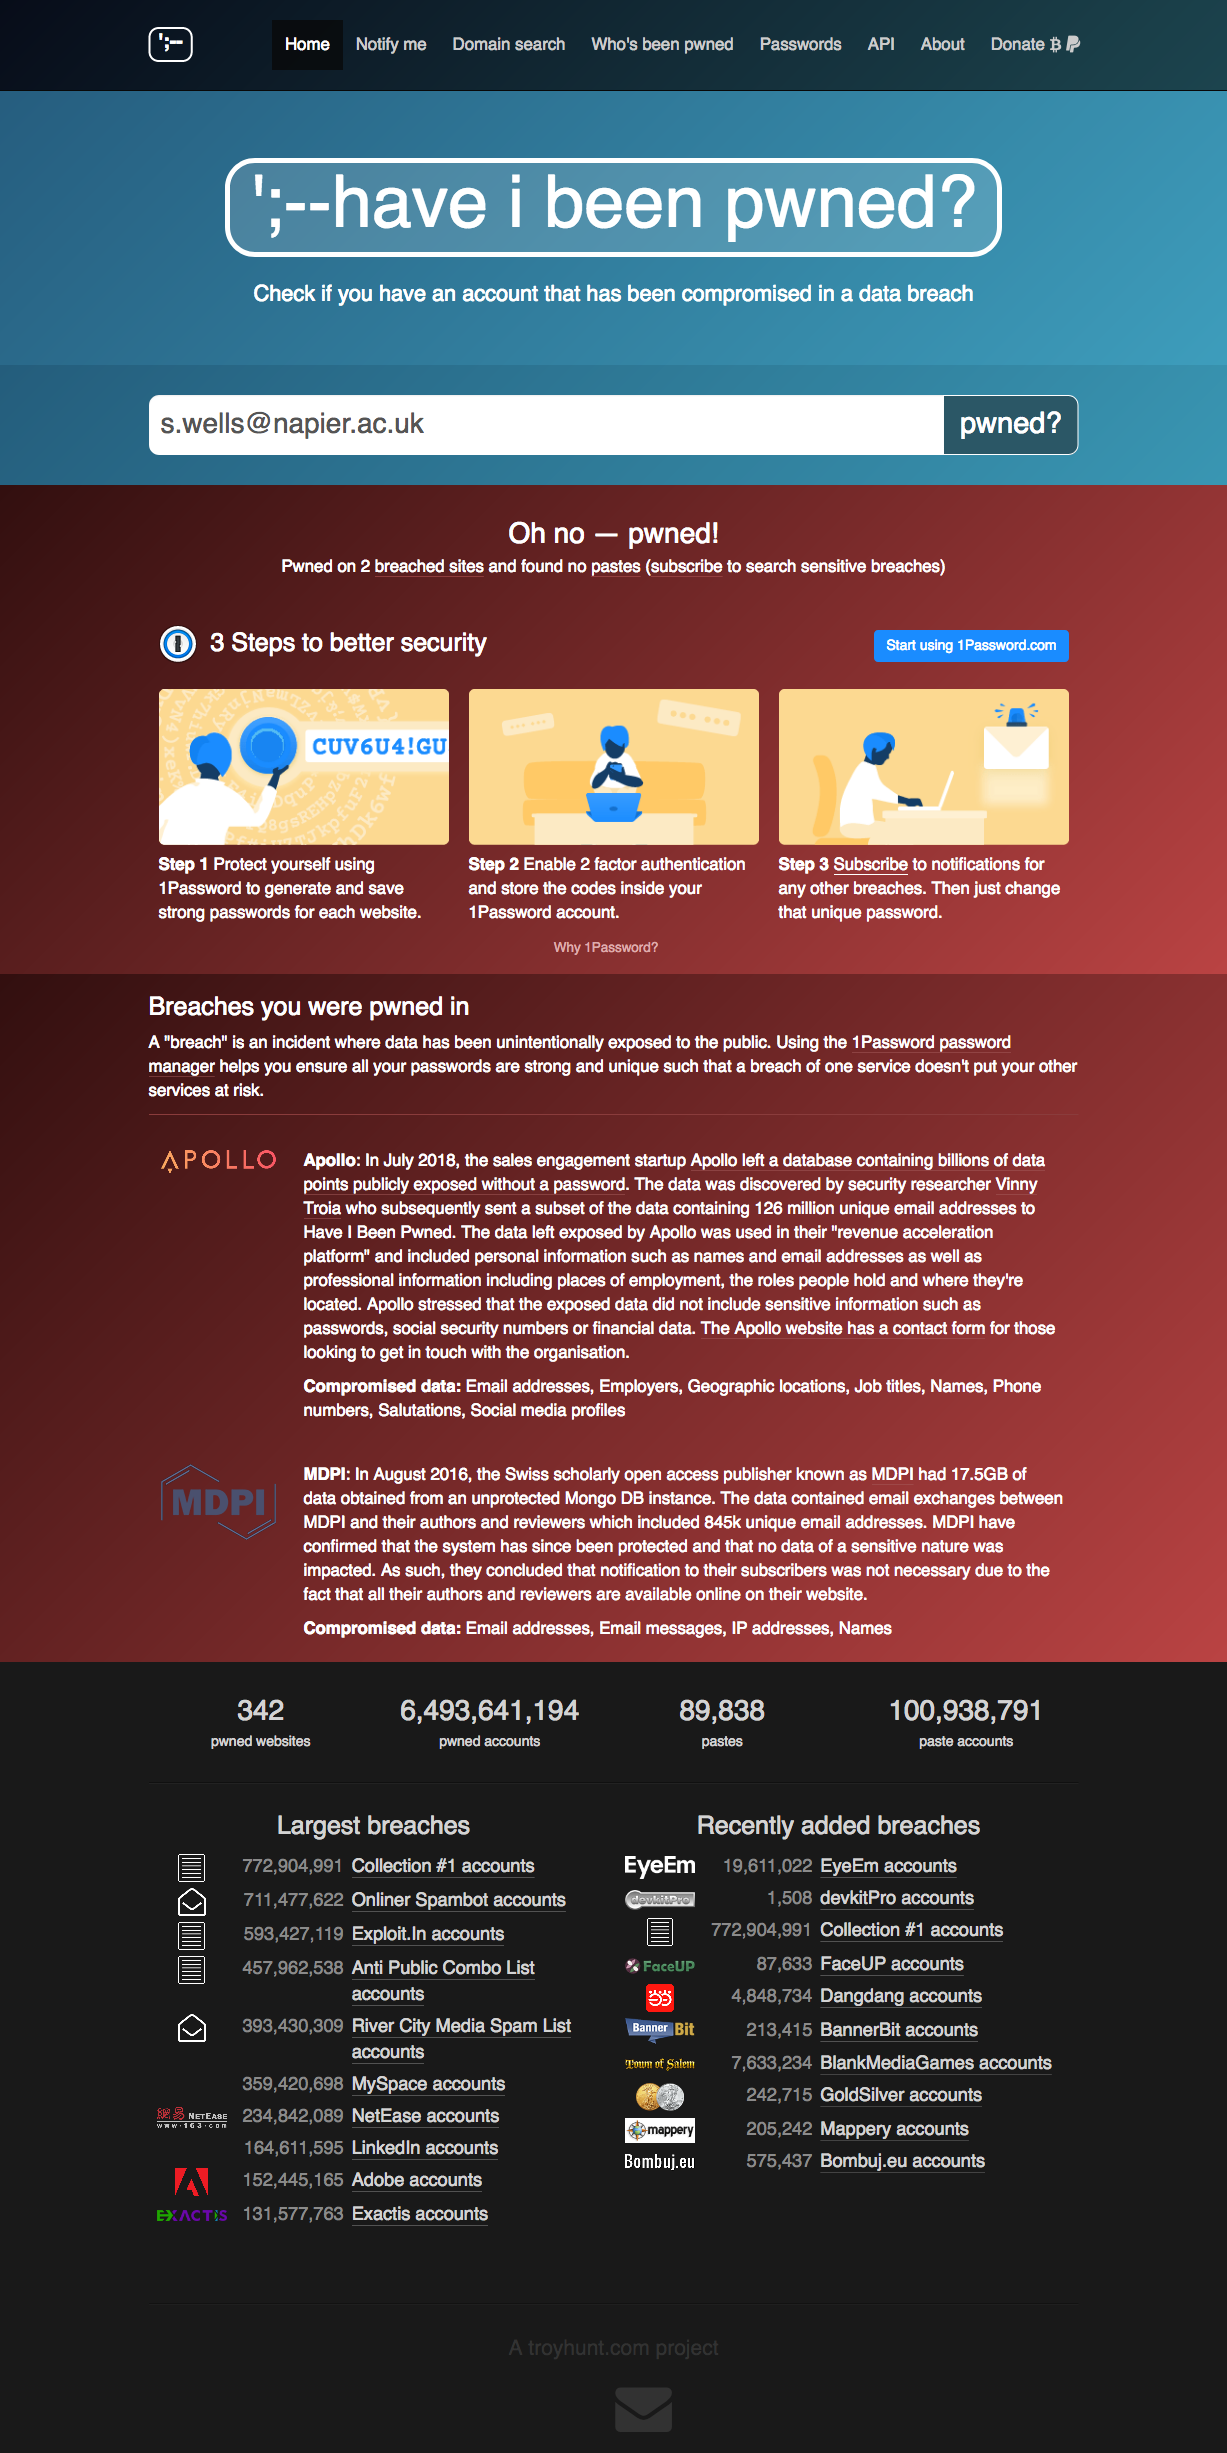 ';--
Home
Notify me
Domain search
Who's been pwned
Passwords
API
About
Donate
';--have i been pwned?
Check if you have an account that has been compromised in a data breach
s.wells@napier.ac.uk
pwned?
Oh no — pwned!
Pwned on 2 breached sites and found no pastes (subscribe to search sensitive breaches)
3 Steps to better security
Start using 1Password.com
CUV6U4!GU
Step 1 Protect yourself using
1Password to generate and save
strong passwords for each website.
Step 2 Enable 2 factor authentication
and store the codes inside your
1Password account.
Step 3 Subscribe to notifications for
any other breaches. Then just change
that unique password.
Why 1Password?
Breaches you were pwned in
A "breach" is an incident where data has been unintentionally exposed to the public. Using the 1Password password
manager helps you ensure all your passwords are strong and unique such that a breach of one service doesn't put your other
services at risk.
APOLLO
Apollo: In July 2018, the sales engagement startup Apollo left a database containing billions of data
points publicly exposed without a password. The data was discovered by security researcher Vinny
Troia who subsequently sent a subset of the data containing 126 million unique email addresses to
Have I Been Pwned. The data left exposed by Apollo was used in their "revenue acceleration
platform" and included personal information such as names and email addresses as well as
professional information including places of employment, the roles people hold and where they're
located. Apollo stressed that the exposed data did not include sensitive information such as
passwords, social security numbers or financial data. The Apollo website has a contact form for those
looking to get in touch with the organisation.
Compromised data: Email addresses, Employers, Geographic locations, Job titles, Names, Phone
numbers, Salutations, Social media profiles
MDPI
MDPI: In August 2016, the Swiss scholarly open access publisher known as MDPI had 17.5GB of
data obtained from an unprotected Mongo DB instance. The data contained email exchanges between
MDPI and their authors and reviewers which included 845k unique email addresses. MDPI have
confirmed that the system has since been protected and that no data of a sensitive nature was
impacted. As such, they concluded that notification to their subscribers was not necessary due to the
fact that all their authors and reviewers are available online on their website.
Compromised data: Email addresses, Email messages, IP addresses, Names
342
pwned websites
6,493,641,194
pwned accounts
89,838
pastes
100,938,791
paste accounts
Largest breaches
772,904,991 Collection #1 accounts
711,477,622 Onliner Spambot accounts
593,427,119 Exploit.In accounts
457,962,538 Anti Public Combo List
accounts
393,430,309 River City Media Spam List
accounts
359,420,698 MySpace accounts
NETEASE
www.163.com
234,842,089 NetEase accounts
164,611,595 LinkedIn accounts
152,445,165 Adobe accounts
EXACTIS 131,577,763 Exactis accounts
Recently added breaches
EyeEm 19,611,022 EyeEm accounts
devkitPro 1,508 devkitPro accounts
772,904,991 Collection #1 accounts
FaceUP 87,633 FaceUP accounts
4,848,734 Dangdang accounts
Banner Bit 213,415 BannerBit accounts
Town of Salem 7,633,234 BlankMediaGames accounts
242,715 GoldSilver accounts
mappery 205,242 Mappery accounts
Bombuj.eu 575,437 Bombuj.eu accounts
A troyhunt.com project